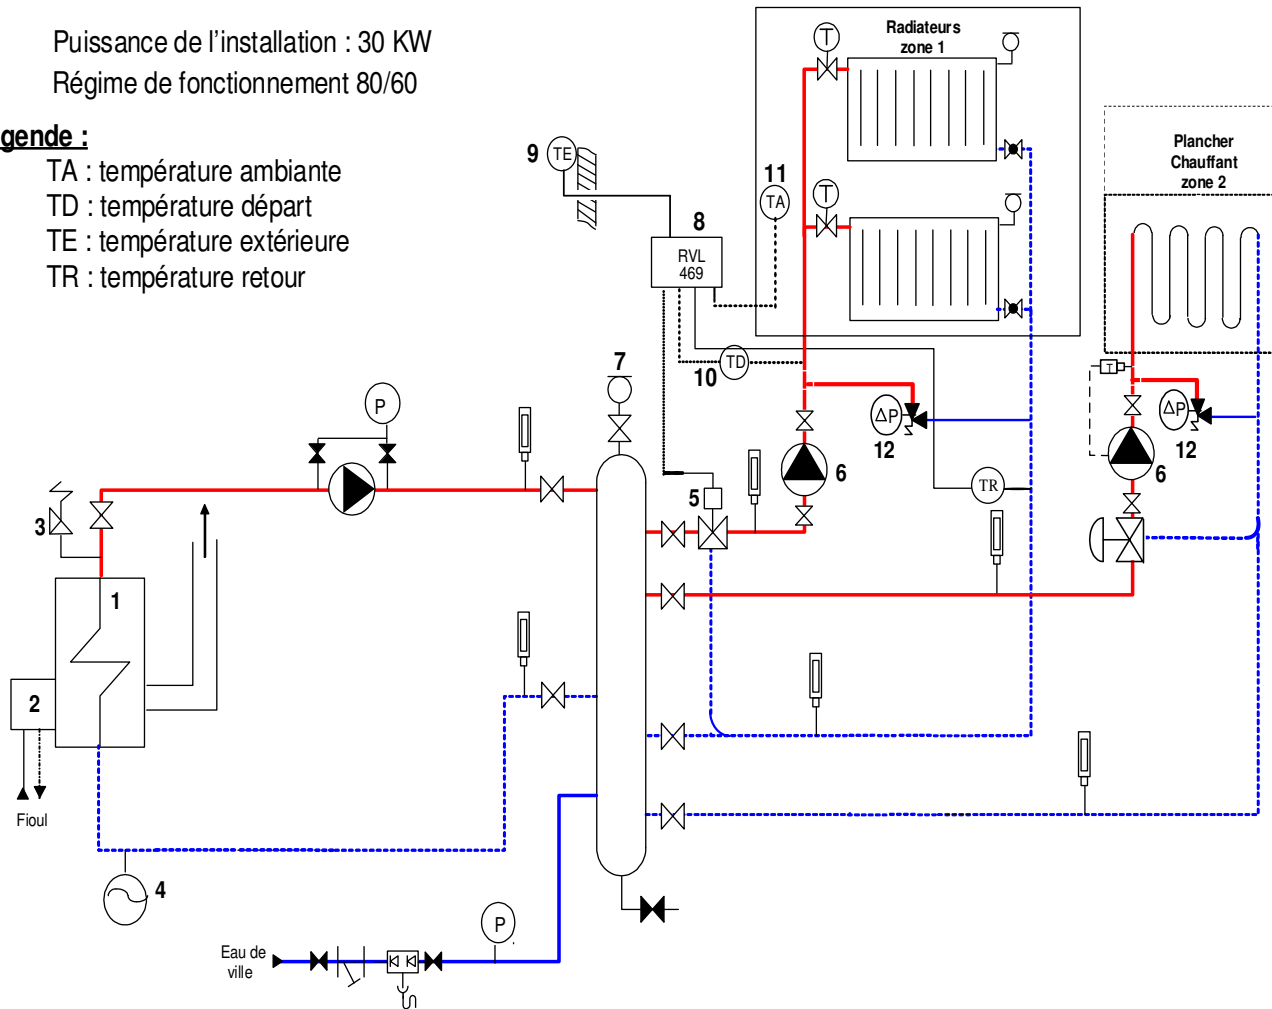 Puissance de l'installation : 30 KW
Régime de fonctionnement 80/60
gende :
TA : température ambiante
TD : température départ
TE : température extérieure
TR : température retour
Radiateurs
zone 1
Plancher
Chauffant
zone 2
9
TE
11
TA
8
RVL
469
T
T
10
TD
7
P
ΔP
12
6
T
ΔP
12
6
TR
5
3
1
2
Fioul
4
P
Eau de
ville